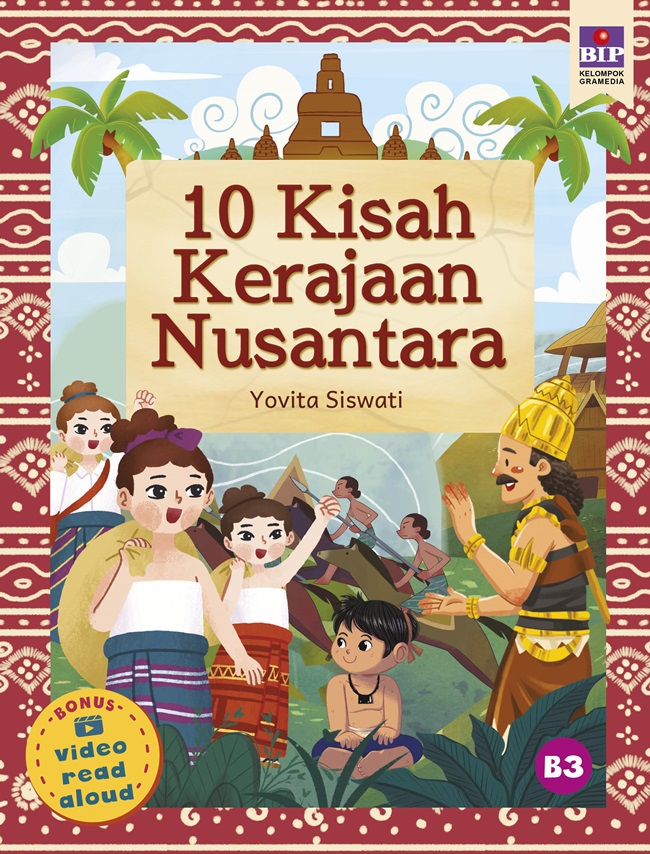 BIP
KELOMPOK
GRAMEDIA
10 Kisah
Kerajaan
Nusantara
Yovita Siswati
BONUS
video
read
aloud
B3